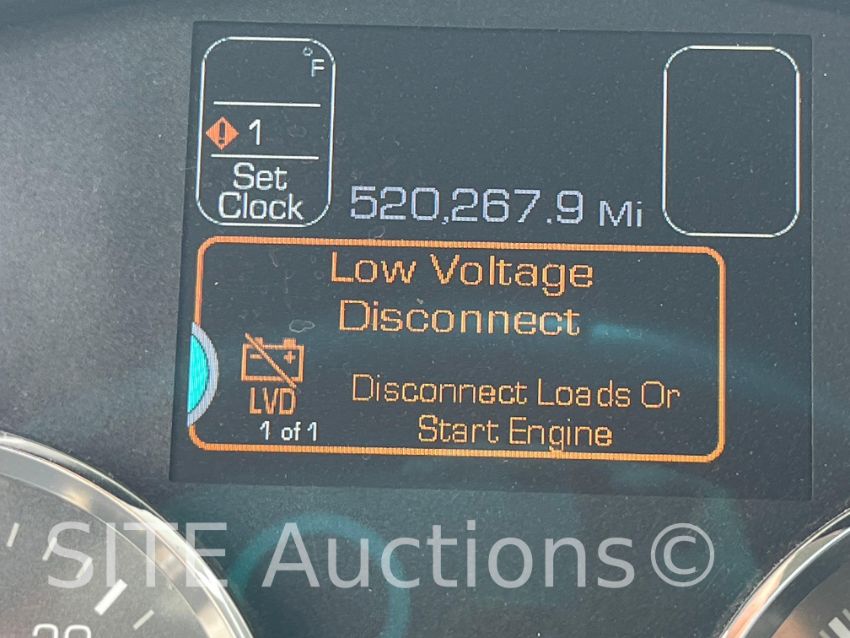 °F
! 1
Set
Clock
520,267.9 Mi
Low Voltage
Disconnect
- +
LVD
1 of 1
Disconnect Loads Or
Start Engine
SITE Auctions©